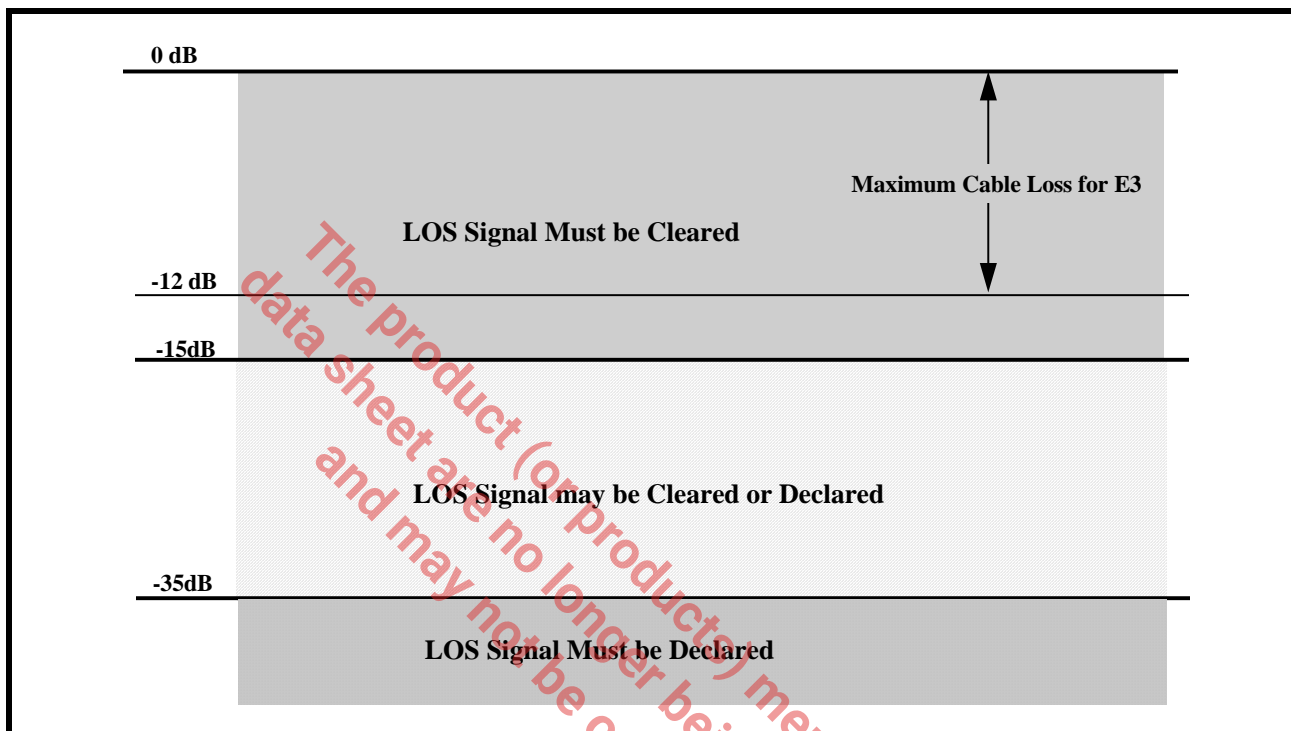 0 dB
Maximum Cable Loss for E3
LOS Signal Must be Cleared
-12 dB
-15dB
LOS Signal may be Cleared or Declared
-35dB
LOS Signal Must be Declared
The product (or products)
data sheet are no longer
and may not be